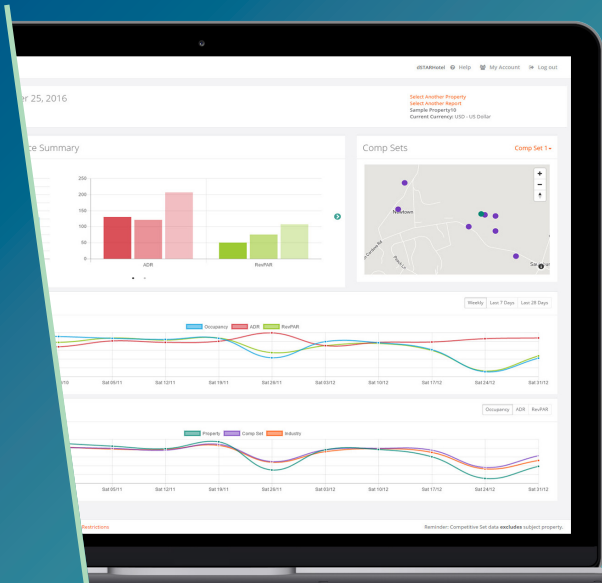 dSTARHotel Help My Account Log out
er 25, 2016
Select Another Property
Select Another Report
Sample Property10
Current Currency: USD - US Dollar
ce Summary
250
200
150
100
50
0
ADR RevPAR
Comp Sets Comp Set 1
+
−
Newtown
Weekly Last 7 Days Last 28 Days
Occupancy ADR RevPAR
Sat 05/11 Sat 12/11 Sat 19/11 Sat 26/11 Sat 03/12 Sat 10/12 Sat 17/12 Sat 24/12 Sat 31/12
Occupancy ADR RevPAR
Property Comp Set Industry
Sat 05/11 Sat 12/11 Sat 19/11 Sat 26/11 Sat 03/12 Sat 10/12 Sat 17/12 Sat 24/12 Sat 31/12
Restrictions Reminder: Competitive Set data excludes subject property.